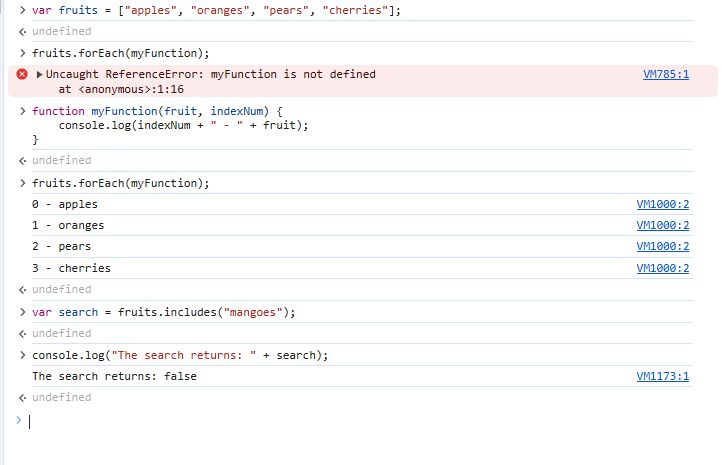 var fruits = ["apples", "oranges", "pears", "cherries"];
undefined
fruits.forEach(myFunction);
Uncaught ReferenceError: myFunction is not defined VM785:1
at <anonymous>:1:16
function myFunction(fruit, indexNum) {
console.log(indexNum + " - " + fruit);
}
undefined
fruits.forEach(myFunction);
0 - apples VM1000:2
1 - oranges VM1000:2
2 - pears VM1000:2
3 - cherries VM1000:2
undefined
var search = fruits.includes("mangoes");
undefined
console.log("The search returns: " + search);
The search returns: false VM1173:1
undefined